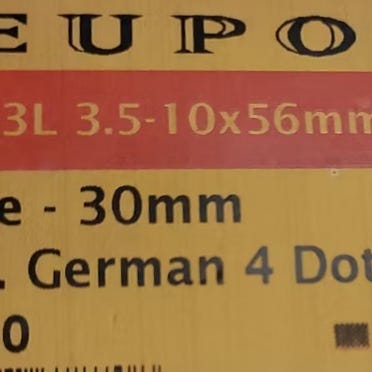 EUPO
3L 3.5-10x56mm
e - 30mm
. German 4 Dot
0